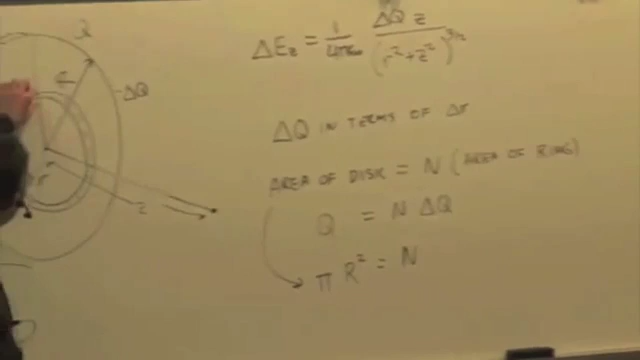 R
ΔQ
r
z
ΔE_z = 1/(4πε₀) ΔQ z/(r² + z²)^(3/2)
ΔQ IN TERMS OF Δr
AREA OF DISK = N (AREA OF RING)
Q = N ΔQ
π R² = N